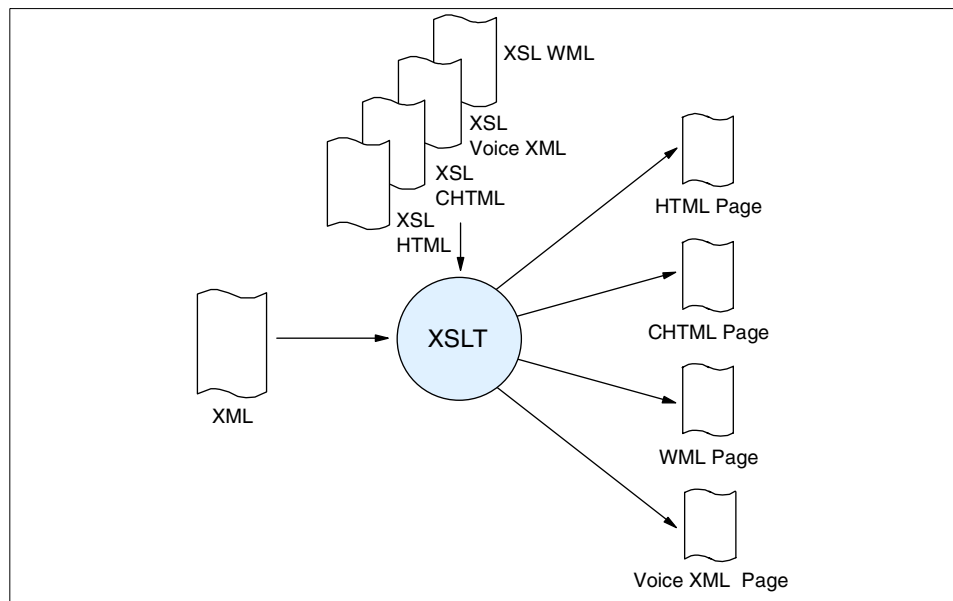 XSL WML
XSL
Voice XML
XSL
CHTML
XSL
HTML
XSLT
XML
HTML Page
CHTML Page
WML Page
Voice XML Page